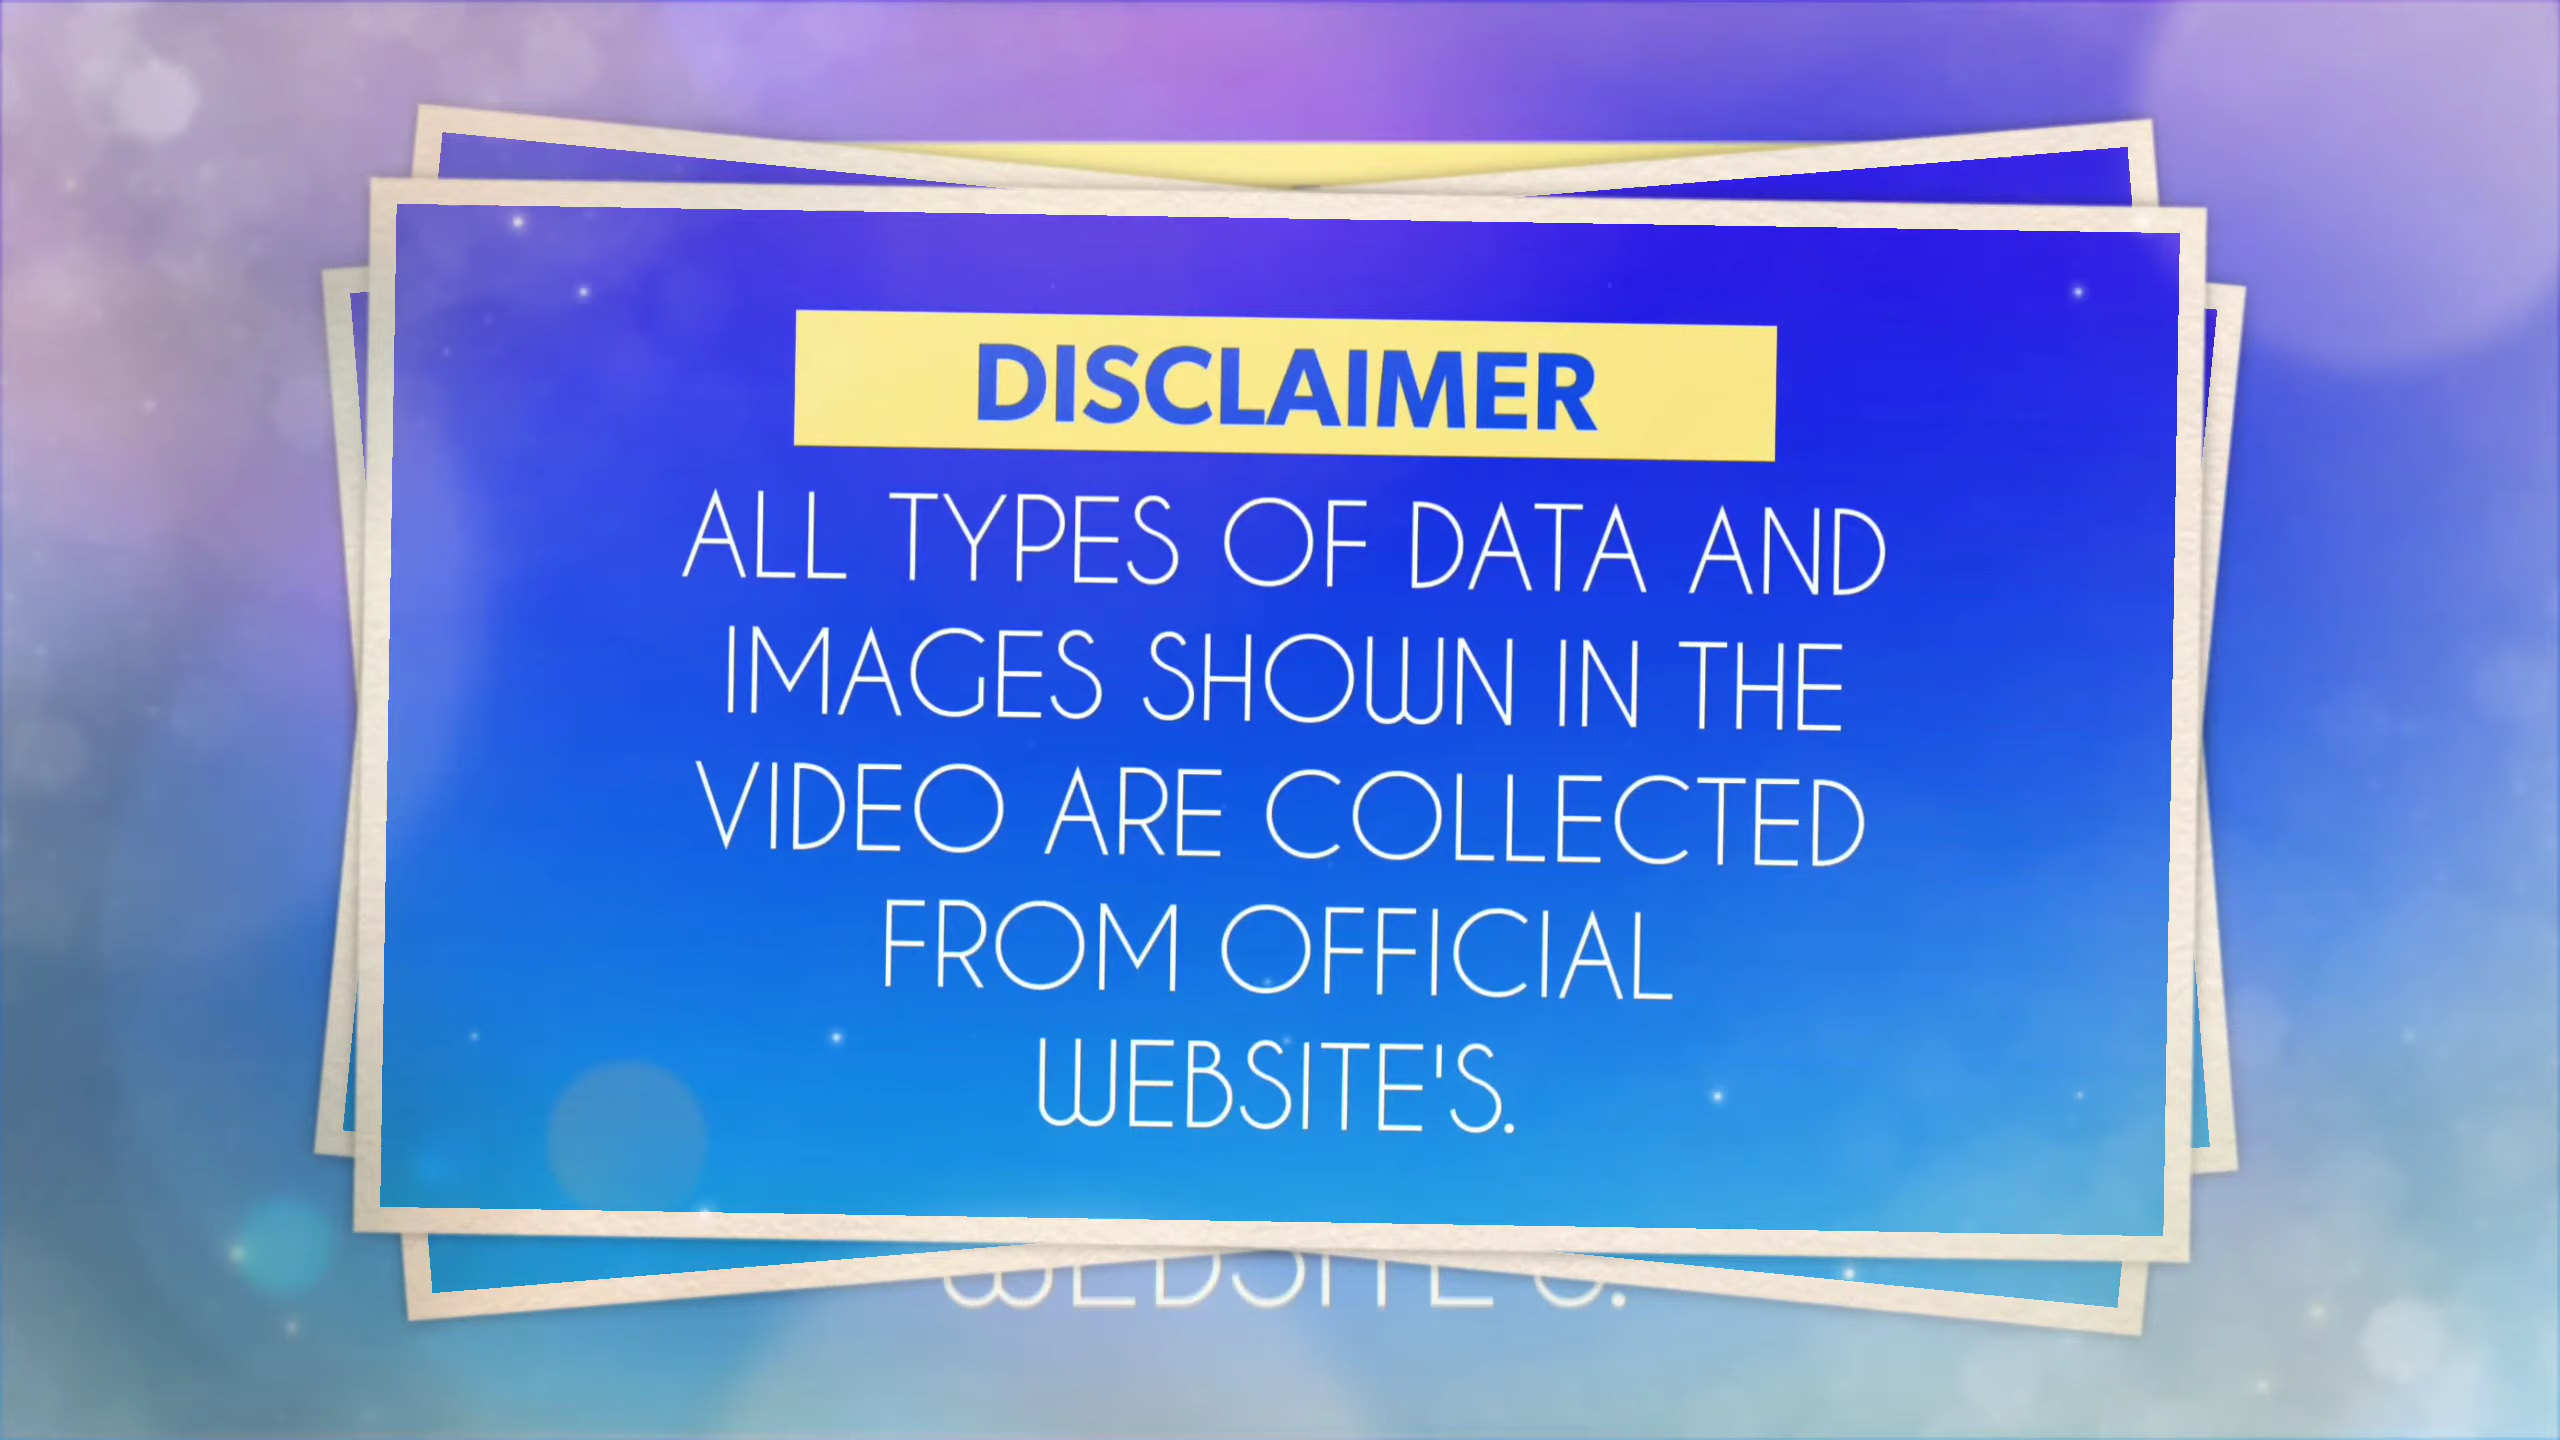 DISCLAIMER
ALL TYPES OF DATA AND
IMAGES SHOWN IN THE
VIDEO ARE COLLECTED
FROM OFFICIAL
WEBSITE'S.